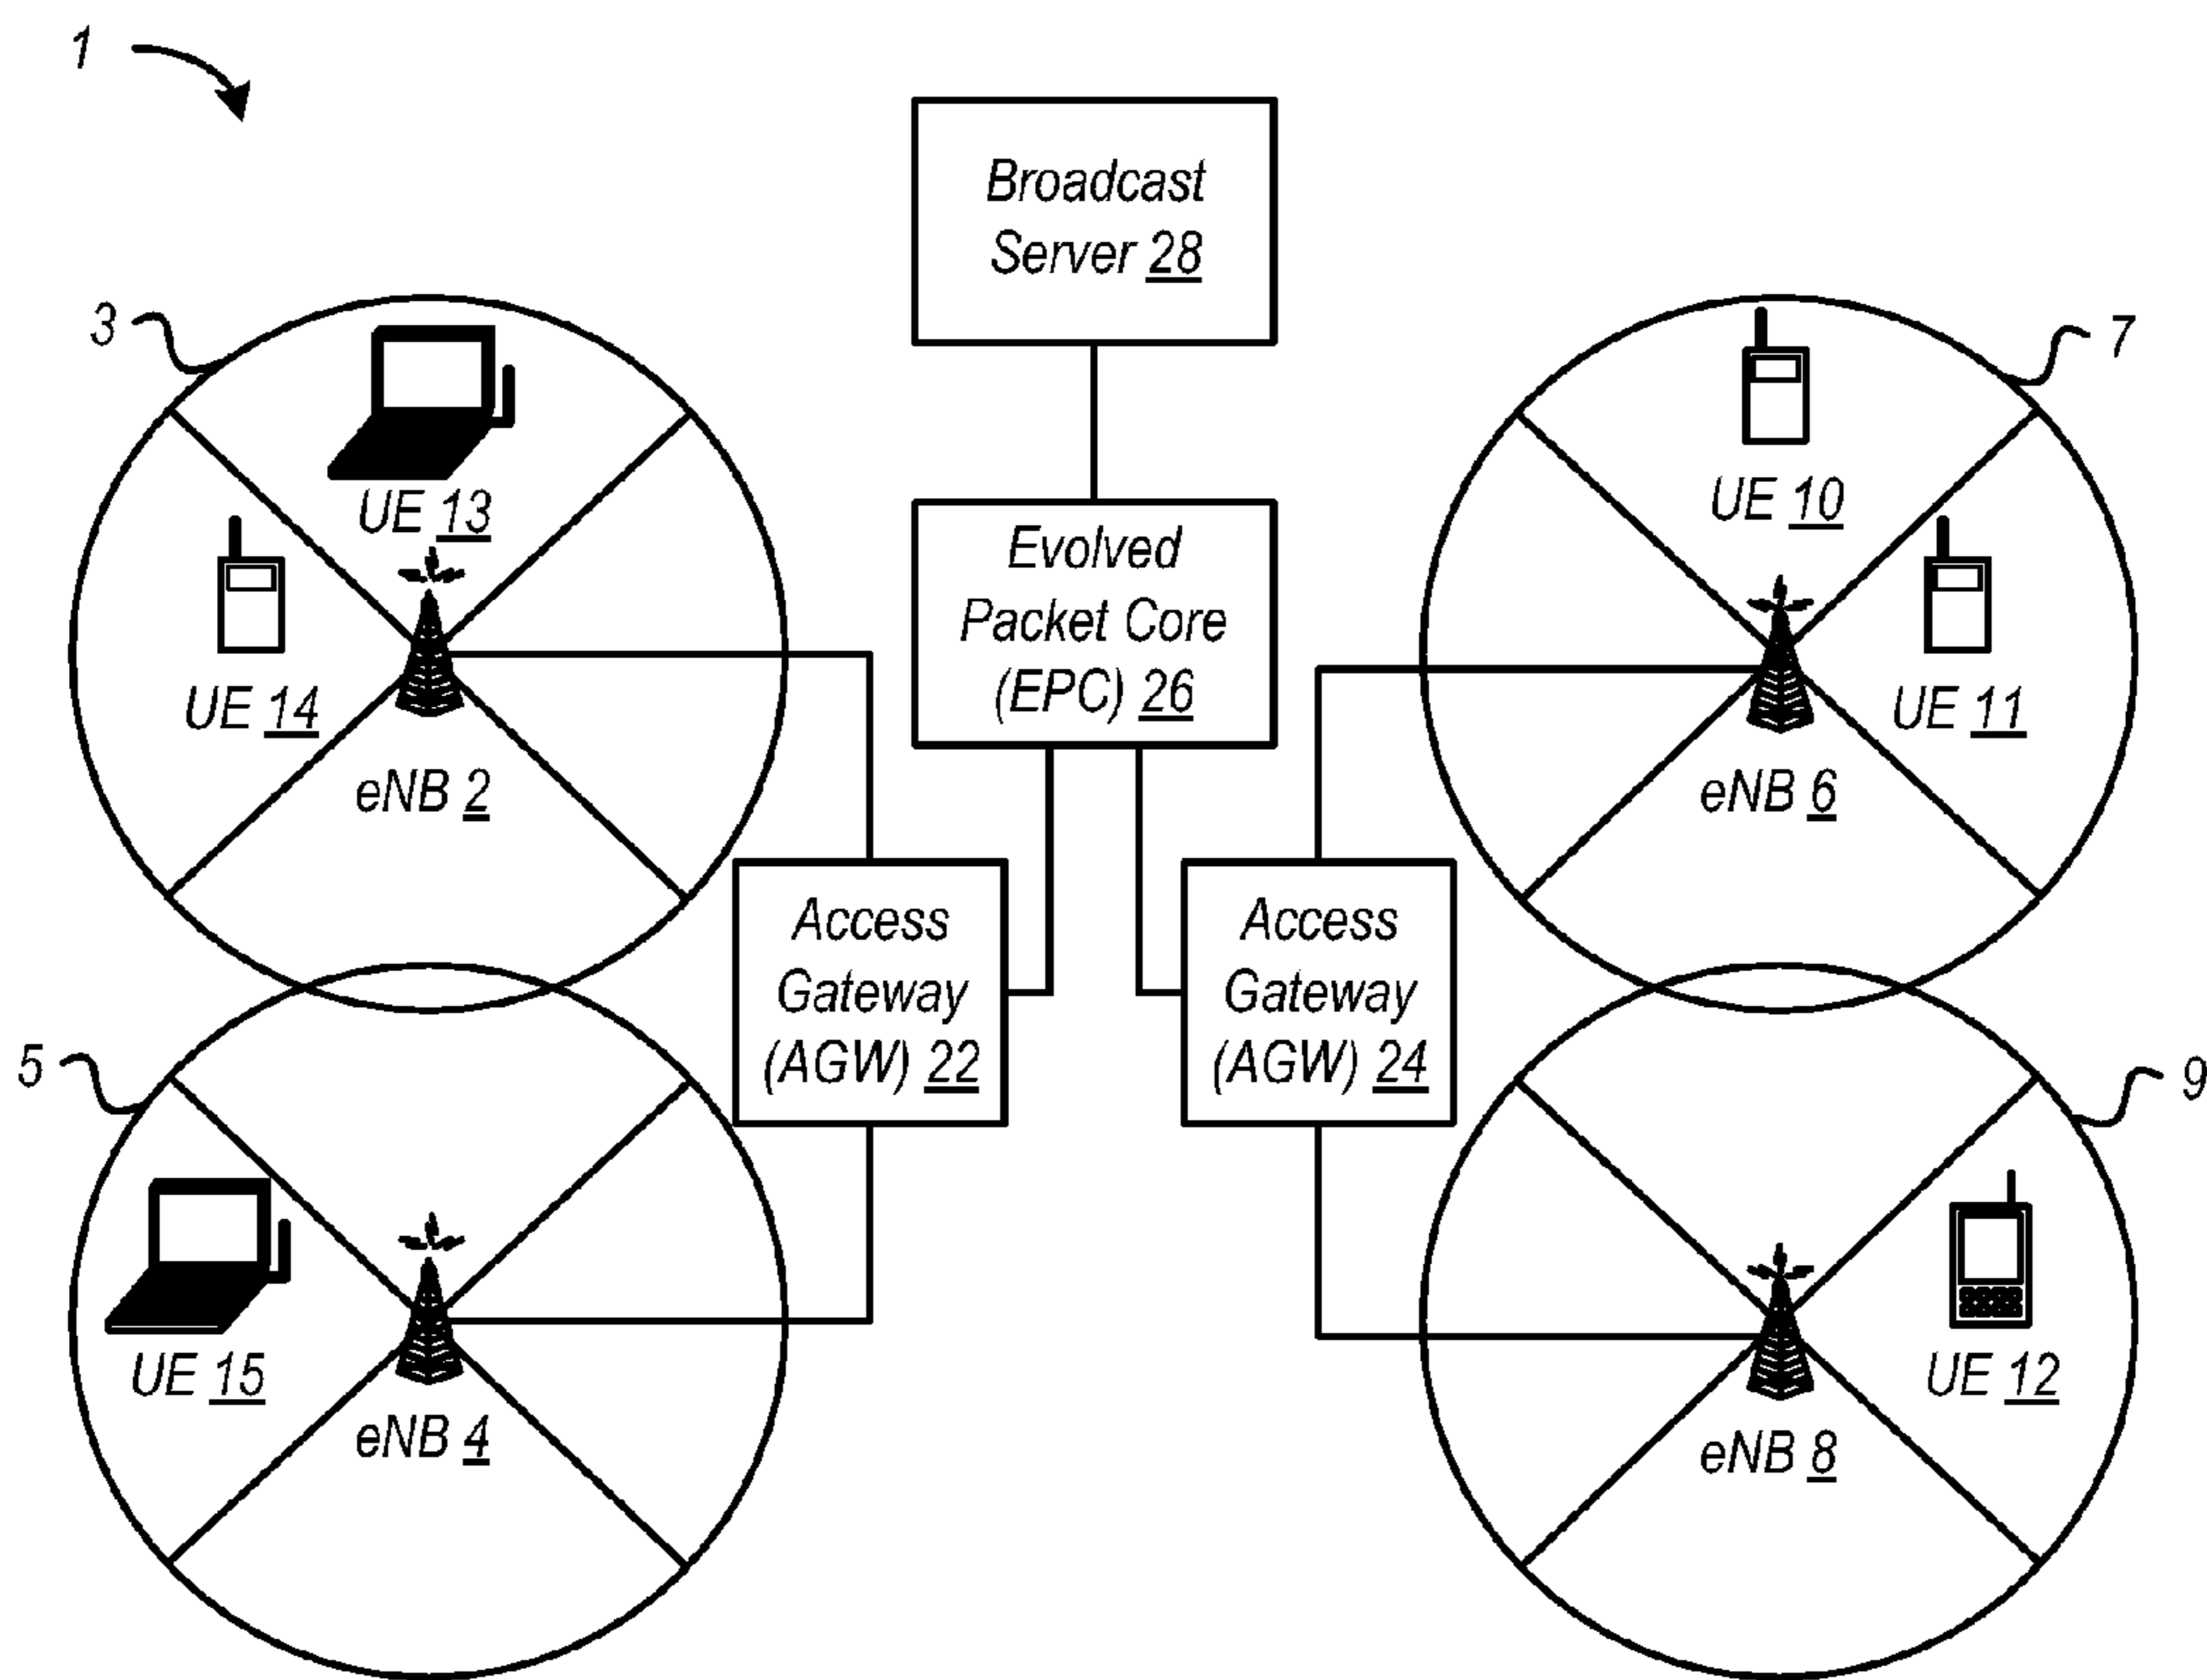 1
Broadcast
Server 28
3
7
UE 13
UE 10
Evolved
Packet Core
(EPC) 26
UE 14
UE 11
eNB 2
eNB 6
Access
Gateway
(AGW) 22
Access
Gateway
(AGW) 24
5
9
UE 15
UE 12
eNB 4
eNB 8